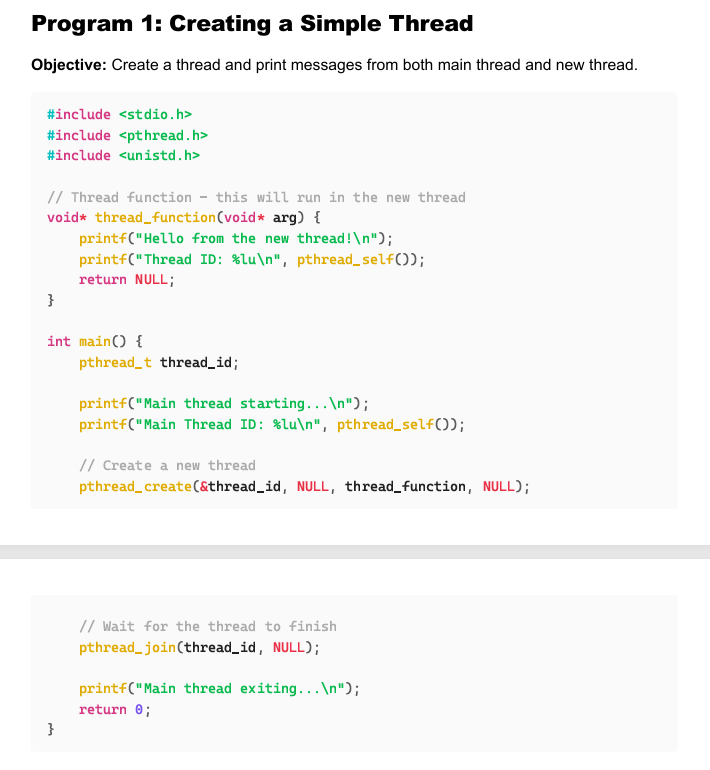 Program 1: Creating a Simple Thread
Objective: Create a thread and print messages from both main thread and new thread.
#include <stdio.h>
#include <pthread.h>
#include <unistd.h>
// Thread function - this will run in the new thread
void* thread_function(void* arg) {
    printf("Hello from the new thread!\n");
    printf("Thread ID: %lu\n", pthread_self());
    return NULL;
}
int main() {
    pthread_t thread_id;
    printf("Main thread starting...\n");
    printf("Main Thread ID: %lu\n", pthread_self());
    // Create a new thread
    pthread_create(&thread_id, NULL, thread_function, NULL);
    // Wait for the thread to finish
    pthread_join(thread_id, NULL);
    printf("Main thread exiting...\n");
    return 0;
}